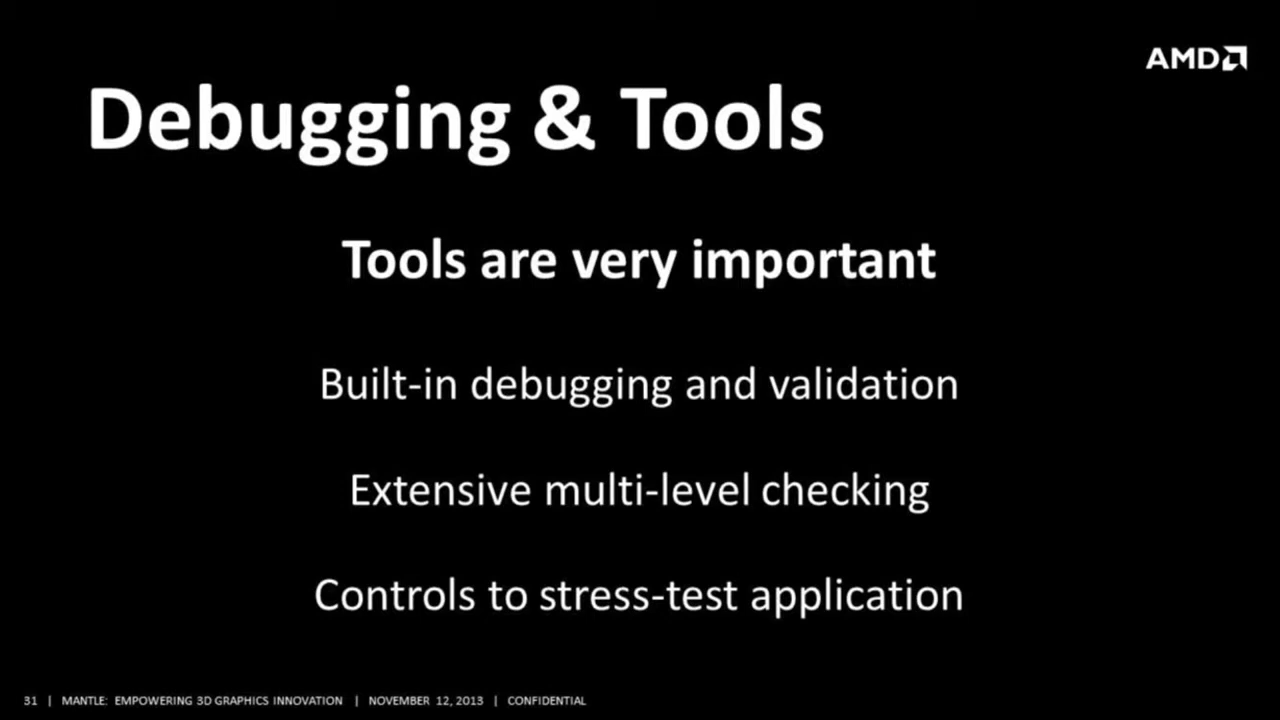 AMD
Debugging & Tools
Tools are very important
Built-in debugging and validation
Extensive multi-level checking
Controls to stress-test application
31 | MANTLE: EMPOWERING 3D GRAPHICS INNOVATION | NOVEMBER 12, 2013 | CONFIDENTIAL